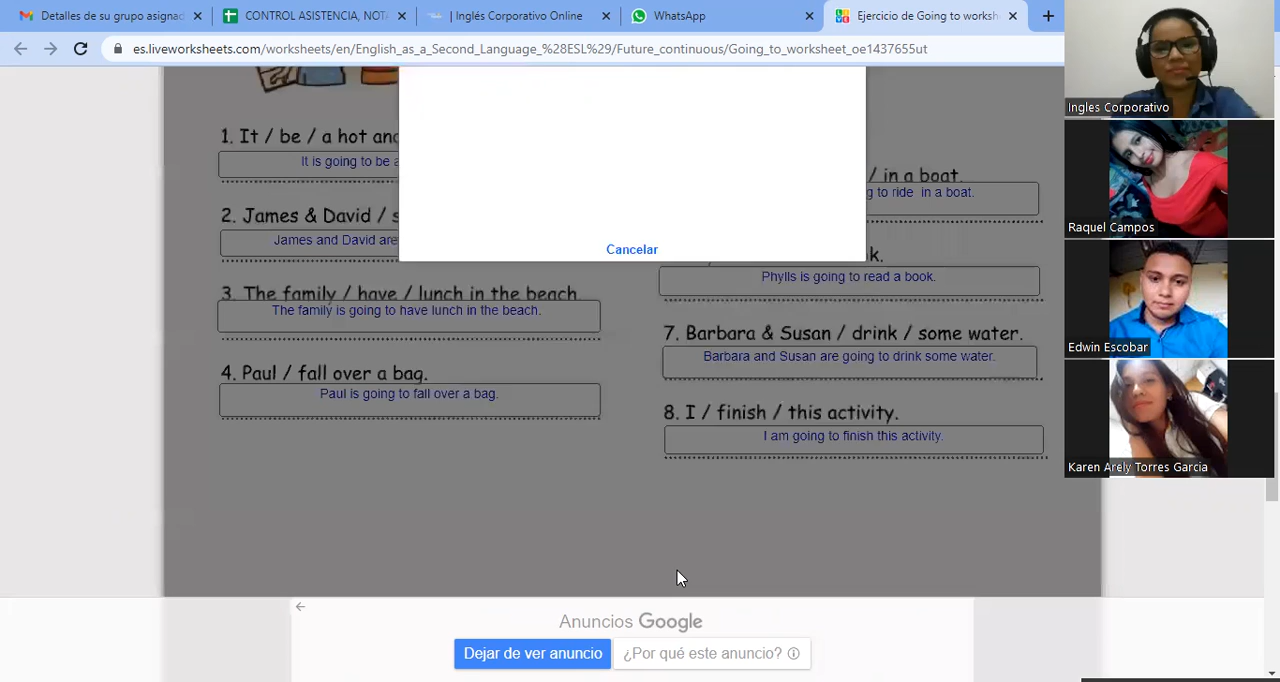 Detalles de su grupo asignad
CONTROL ASISTENCIA, NOTA
| Inglés Corporativo Online
WhatsApp
Ejercicio de Going to worksh
es.liveworksheets.com/worksheets/en/English_as_a_Second_Language_%28ESL%29/Future_continuous/Going_to_worksheet_oe1437655ut
1. It / be / a hot and
It is going to be a
2. James & David / s
James and David are
3. The family / have / lunch in the beach
The family is going to have lunch in the beach.
4. Paul / fall over a bag.
Paul is going to fall over a bag.
Cancelar
/ in a boat.
g to ride in a boat.
k.
Phylls is going to read a book.
7. Barbara & Susan / drink / some water.
Barbara and Susan are going to drink some water.
8. I / finish / this activity.
I am going to finish this activity.
Anuncios Google
Dejar de ver anuncio
¿Por qué este anuncio?
Ingles Corporativo
Raquel Campos
Edwin Escobar
Karen Arely Torres Garcia